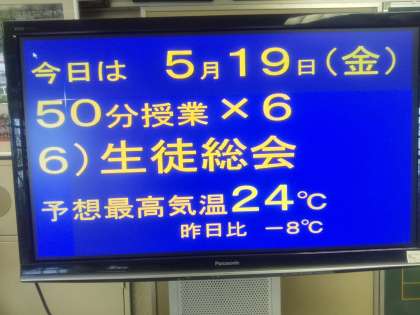 今日は 5月19日(金)
50分授業×6
6)生徒総会
予想最高気温24℃
昨日比 -8℃
Panasonic